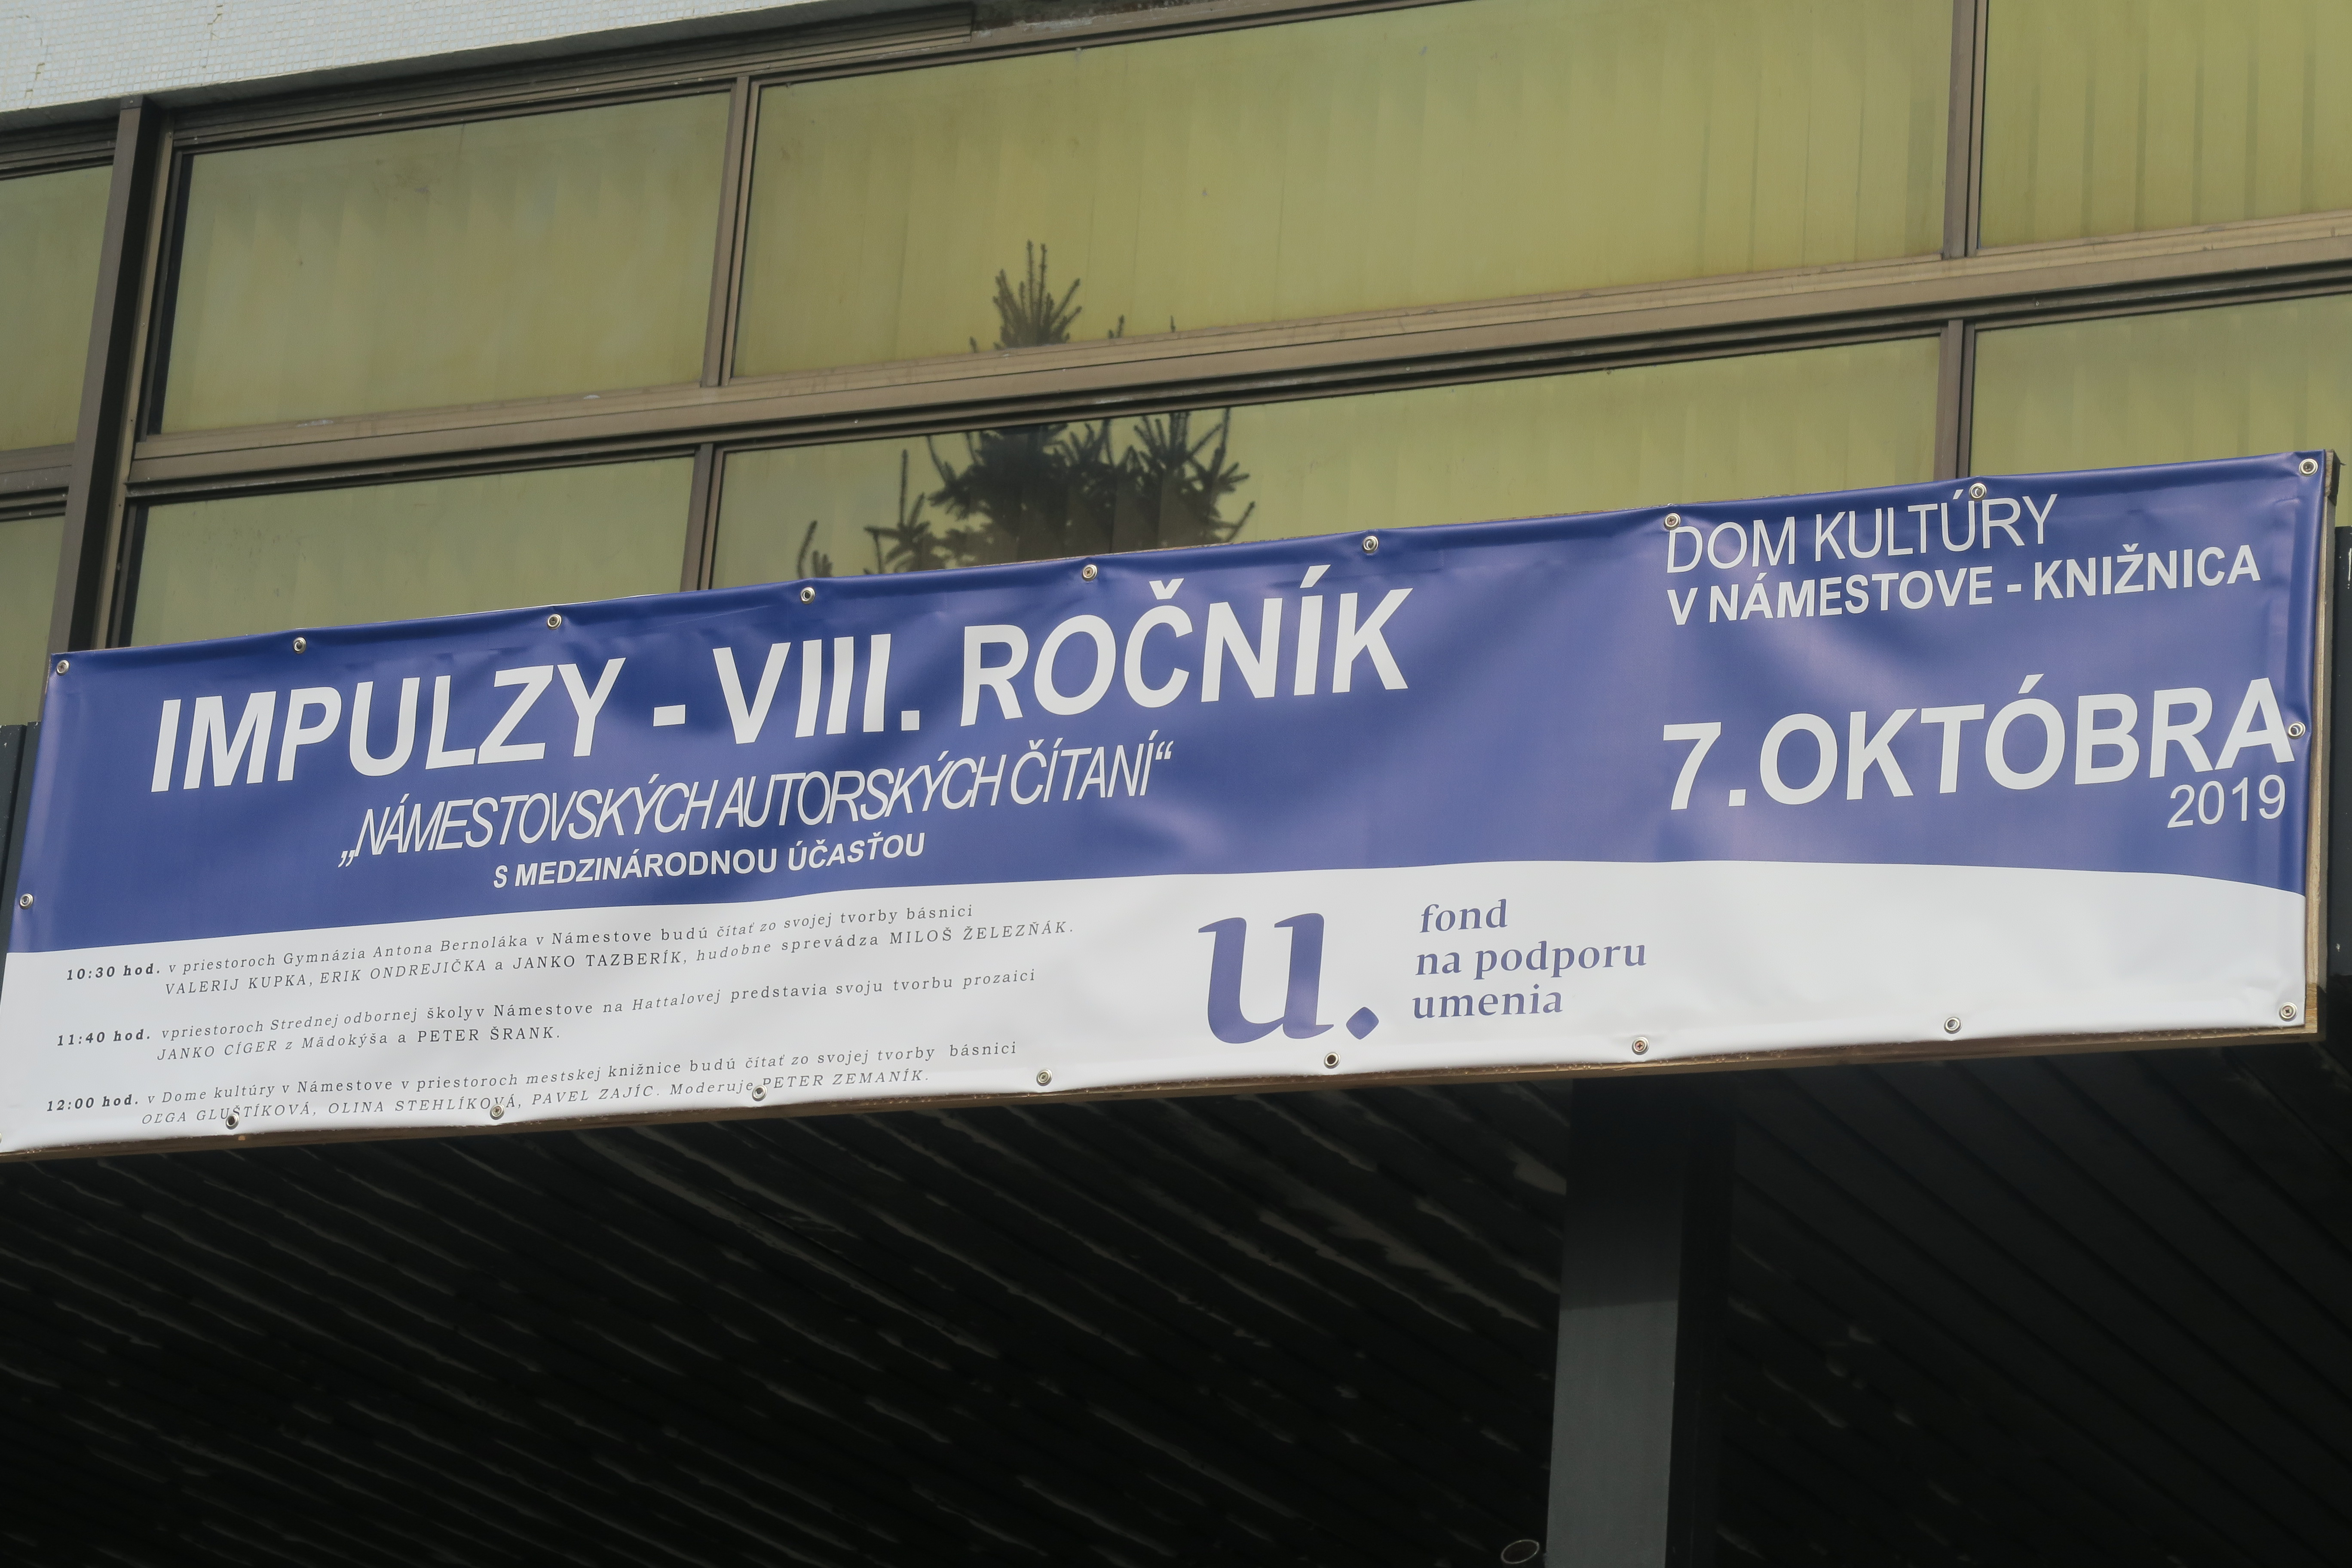 IMPULZY - VIII. ROČNÍK
„NÁMESTOVSKÝCH AUTORSKÝCH ČÍTANÍ“
S MEDZINÁRODNOU ÚČASŤOU
DOM KULTÚRY
V NÁMESTOVE - KNIŽNICA
7.OKTÓBRA
2019
10:30 hod. v priestoroch Gymnázia Antona Bernoláka v Námestove budú čítať zo svojej tvorby básnici
VALERIJ KUPKA, ERIK ONDREJIČKA a JANKO TAZBERÍK, hudobne sprevádza MILOŠ ŽELEZŇÁK.
11:40 hod. vpriestoroch Strednej odbornej školy v Námestove na Hattalovej predstavia svoju tvorbu prozaici
JANKO CÍGER z Mädokýša a PETER ŠRANK.
12:00 hod. v Dome kultúry v Námestove v priestoroch mestskej knižnice budú čítať zo svojej tvorby básnici
OĽGA GLUŠTÍKOVÁ, OLINA STEHLÍKOVÁ, PAVEL ZAJÍC. Moderuje PETER ZEMANÍK.
u.
fond
na podporu
umenia